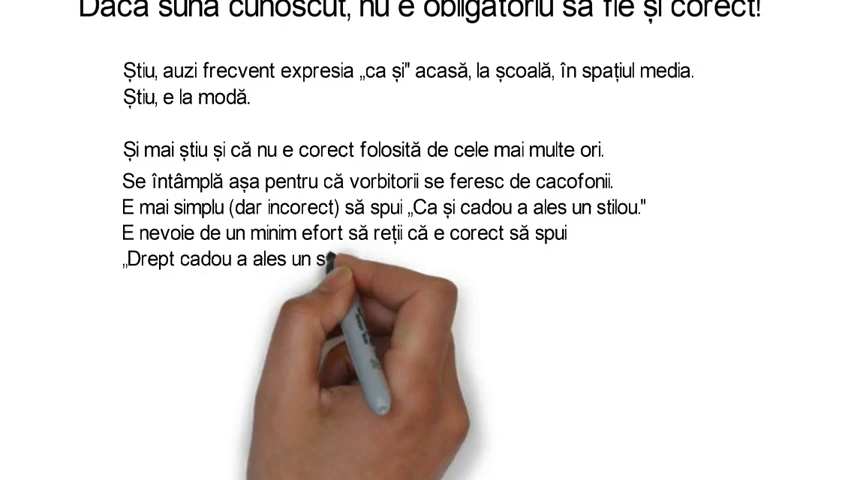 Dacă sună cunoscut, nu e obligatoriu să fie și corect!
Știu, auzi frecvent expresia „ca și" acasă, la școală, în spațiul media.
Știu, e la modă.
Și mai știu și că nu e corect folosită de cele mai multe ori.
Se întâmplă așa pentru că vorbitorii se feresc de cacofonii.
E mai simplu (dar incorect) să spui „Ca și cadou a ales un stilou."
E nevoie de un minim efort să reții că e corect să spui
„Drept cadou a ales un s